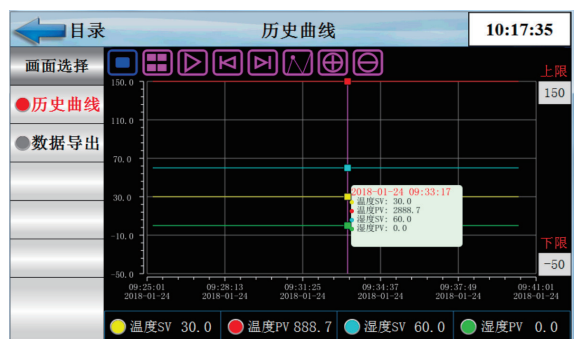 目录
历史曲线
10:17:35
画面选择
历史曲线
数据导出
上限
150
下限
-50
150.0
110.0
70.0
30.0
-10.0
-50.0
2018-01-24 09:33:17
温度SV: 30.0
温度PV: 2888.7
湿度SV: 60.0
湿度PV: 0.0
09:25:01 09:28:13 09:31:25 09:34:37 09:37:49 09:41:01
2018-01-24 2018-01-24 2018-01-24 2018-01-24 2018-01-24 2018-01-24
温度SV 30.0 温度PV 888.7 湿度SV 60.0 湿度PV 0.0